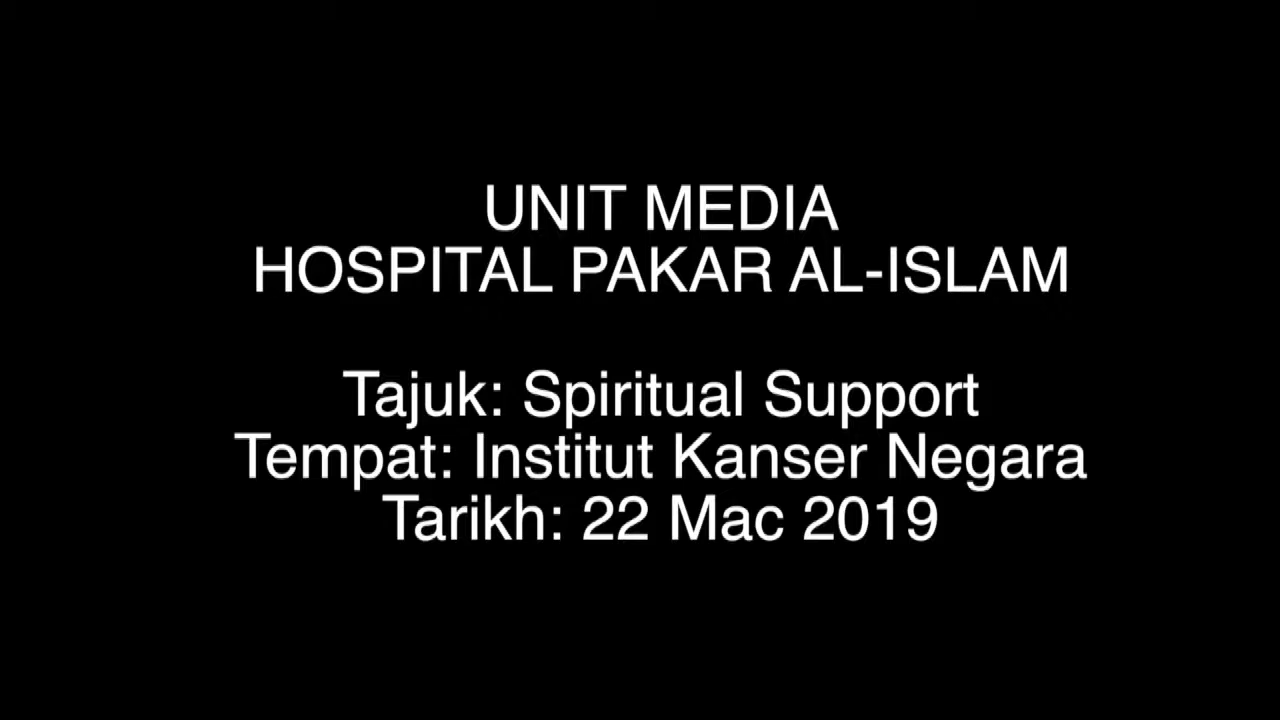 UNIT MEDIA
HOSPITAL PAKAR AL-ISLAM
Tajuk: Spiritual Support
Tempat: Institut Kanser Negara
Tarikh: 22 Mac 2019